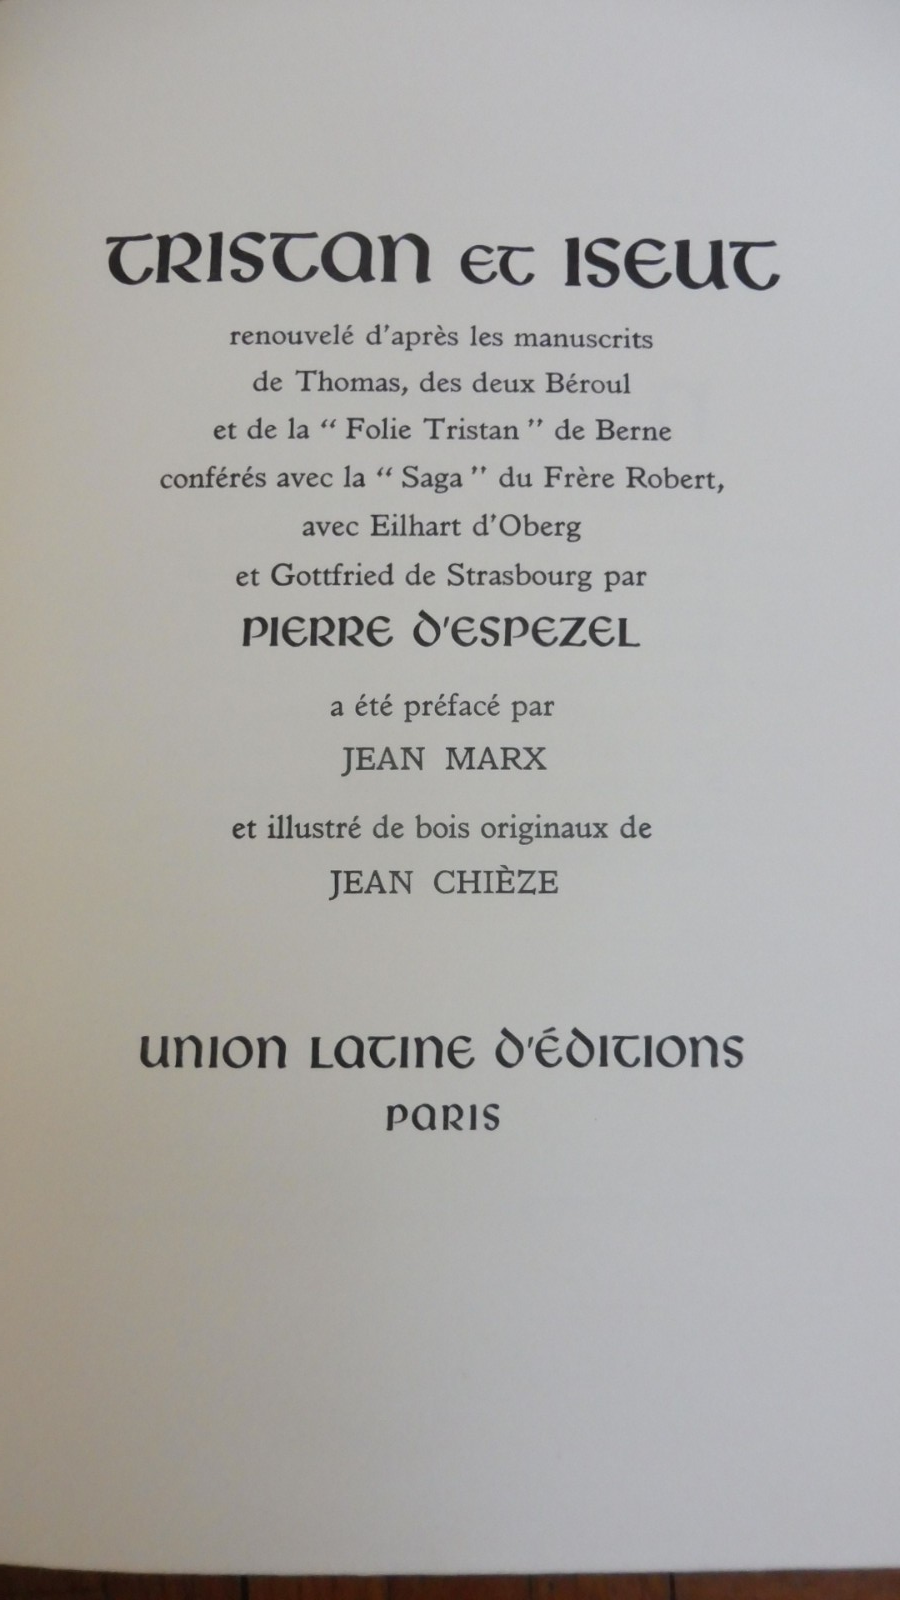 TRISTAN ET ISEUT
renouvelé d'après les manuscrits
de Thomas, des deux Béroul
et de la “ Folie Tristan ” de Berne
conférés avec la “ Saga ” du Frère Robert,
avec Eilhart d'Oberg
et Gottfried de Strasbourg par
PIERRE D'ESPEZEL
a été préfacé par
JEAN MARX
et illustré de bois originaux de
JEAN CHIÈZE
UNION LATINE D'ÉDITIONS
PARIS